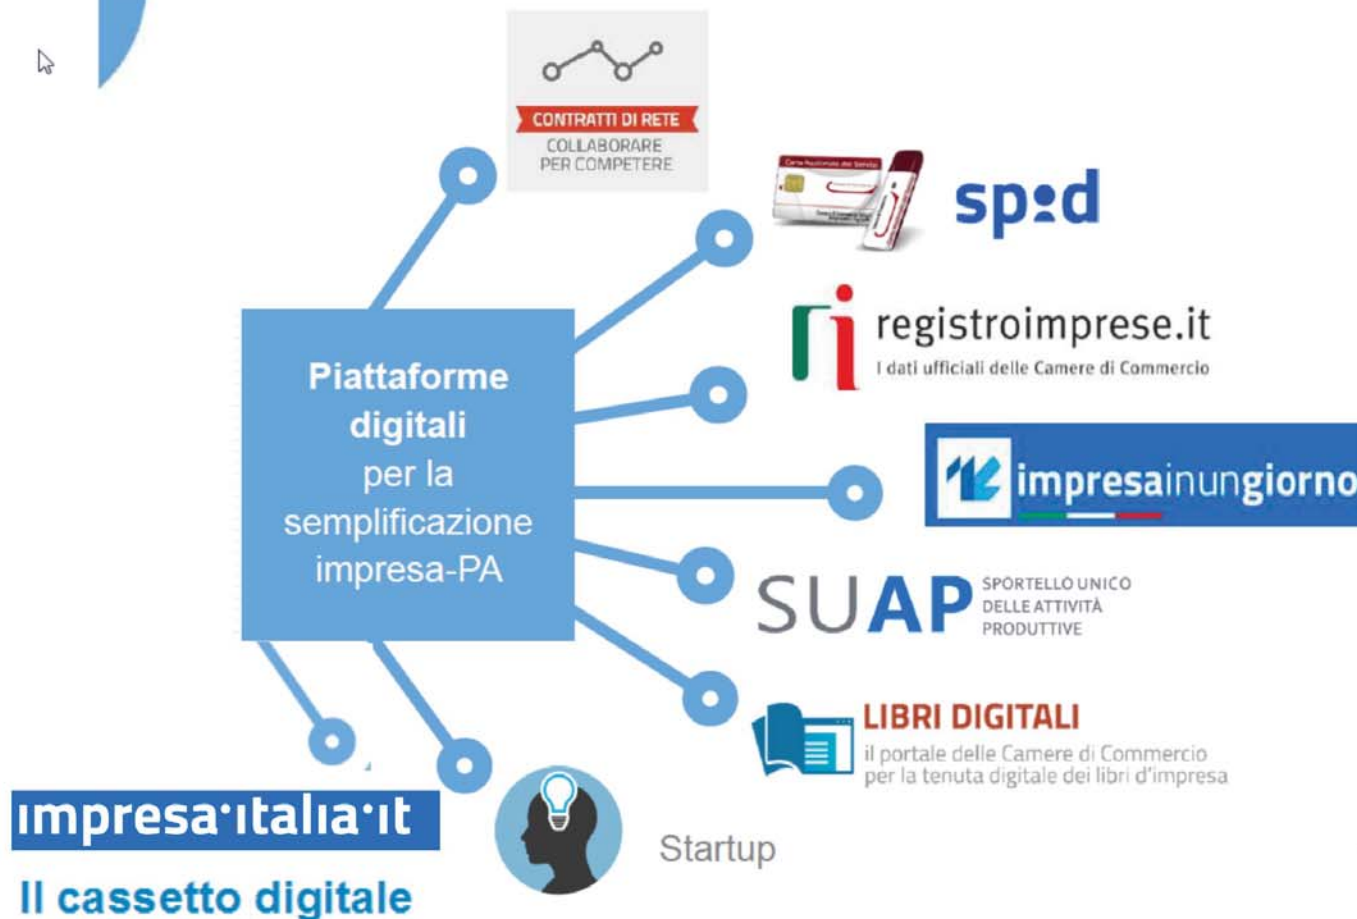 CONTRATTI DI RETE
COLLABORARE
PER COMPETERE
spid
registroimprese.it
I dati ufficiali delle Camere di Commercio
Piattaforme
digitali
per la
semplificazione
impresa-PA
impresainungiorno
SUAP
SPORTELLO UNICO
DELLE ATTIVITÀ
PRODUTTIVE
LIBRI DIGITALI
il portale delle Camere di Commercio
per la tenuta digitale dei libri d'impresa
impresa·italia·it
Startup
Il cassetto digitale